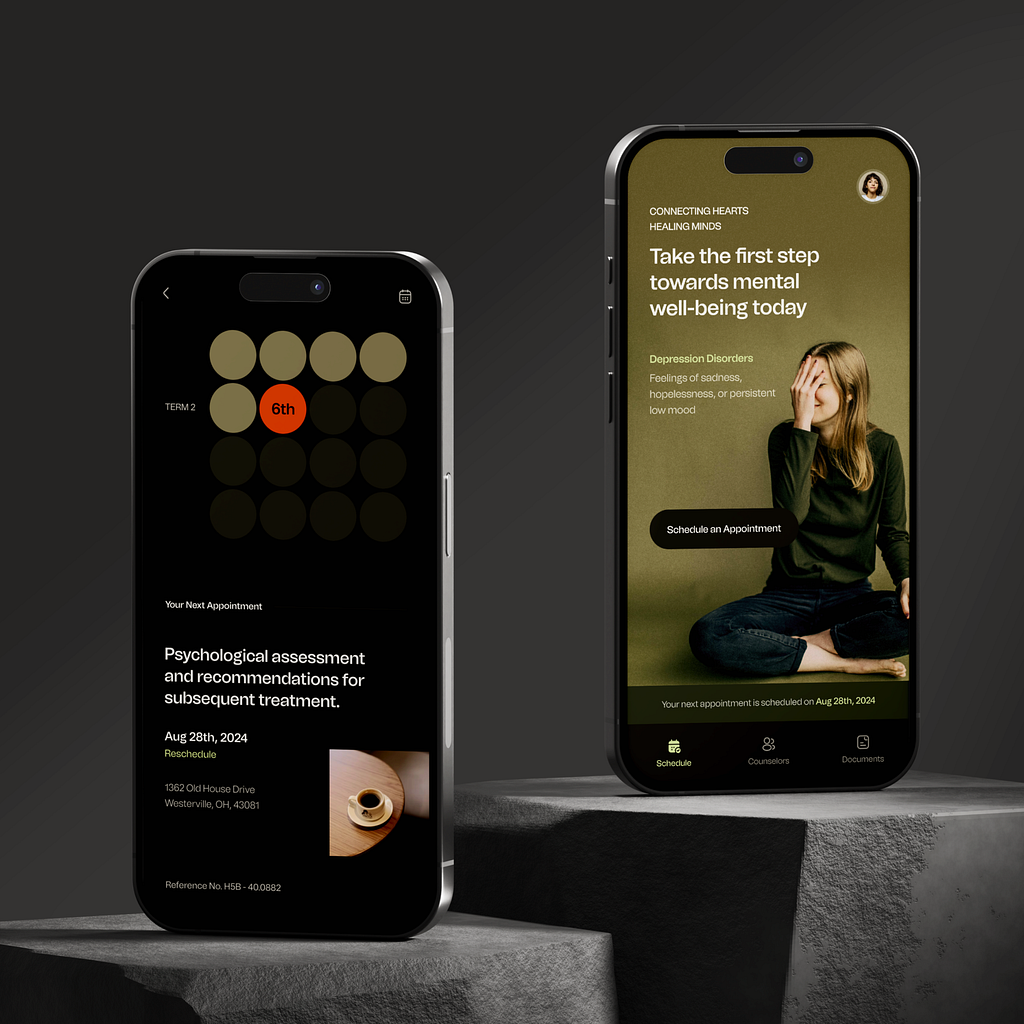 TERM 2
6th
Your Next Appointment
Psychological assessment
and recommendations for
subsequent treatment.
Aug 28th, 2024
Reschedule
1362 Old House Drive
Westerville, OH, 43081
Reference No. H5B - 40.0882
CONNECTING HEARTS
HEALING MINDS
Take the first step
towards mental
well-being today
Depression Disorders
Feelings of sadness,
hopelessness, or persistent
low mood
Schedule an Appointment
Your next appointment is scheduled on Aug 28th, 2024
Schedule
Counselors
Documents